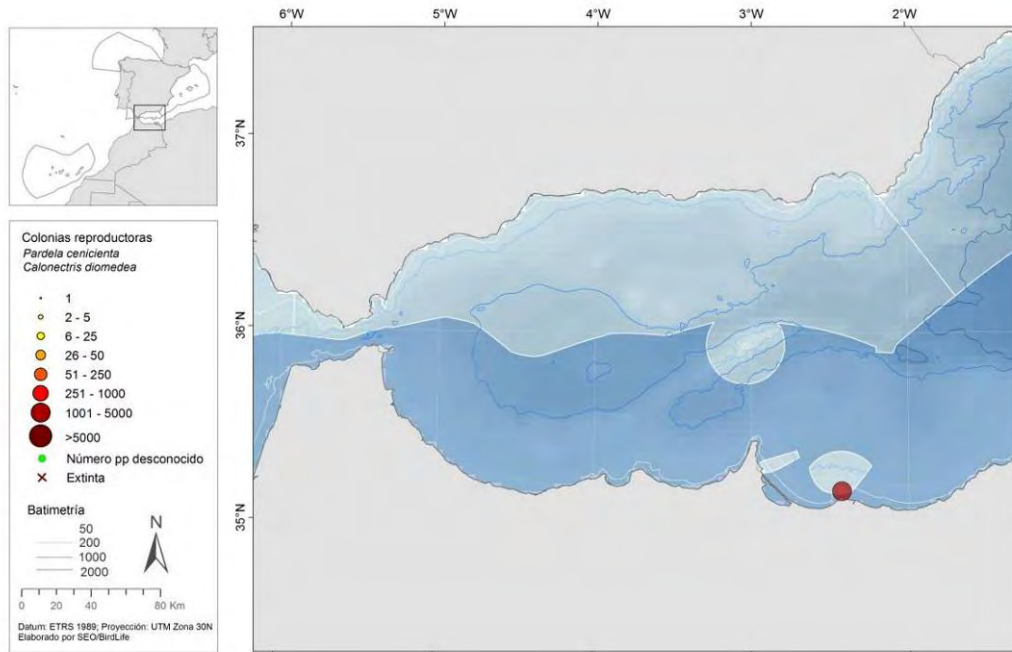 6°W 5°W 4°W 3°W 2°W
37°N
36°N
35°N
Colonias reproductoras
Pardela cenicienta
Calonectris diomedea
1
2 - 5
6 - 25
26 - 50
51 - 250
251 - 1000
1001 - 5000
>5000
Número pp desconocido
Extinta
Batimetría
50
200
1000
2000
N
0 20 40 80 Km
Datum: ETRS 1989; Proyección: UTM Zona 30N
Elaborado por SEO/BirdLife